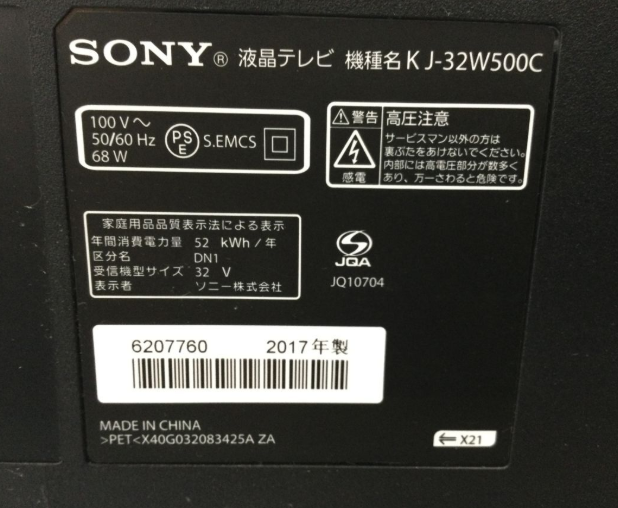 SONY® 液晶テレビ 機種名KJ-32W500C
100 V～
50/60 Hz
68 W
PSE
S.EMCS
警告 高圧注意
サービスマン以外の方は
裏ぶたをあけないでください。
内部には高電圧部分が数多く
あり、万一さわると危険です。
感電
家庭用品品質表示法による表示
年間消費電力量 52 kWh / 年
区分名 DN1
受信機型サイズ 32 V
表示者 ソニー株式会社
JQA
JQ10704
6207760 2017年製
MADE IN CHINA
>PET<X40G032083425A ZA
X21